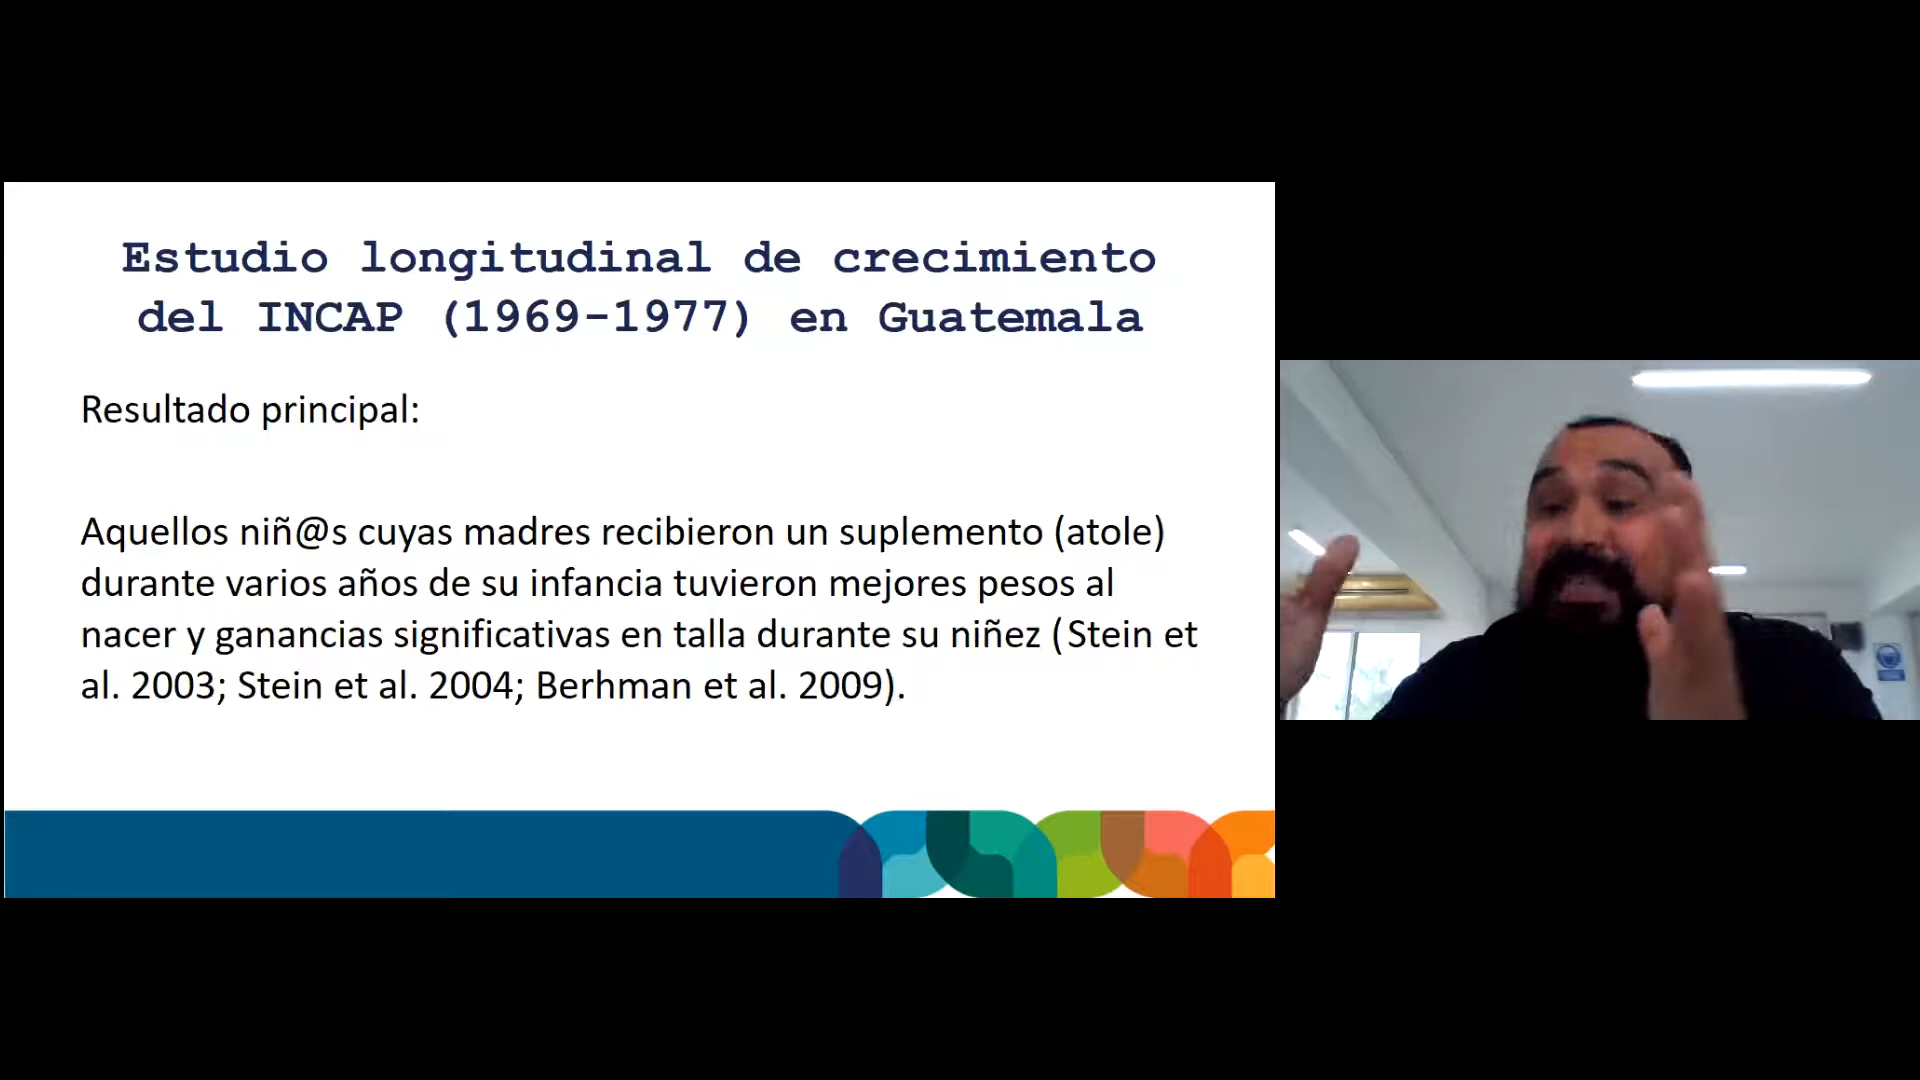 Estudio longitudinal de crecimiento
del INCAP (1969-1977) en Guatemala
Resultado principal:
Aquellos niñ@s cuyas madres recibieron un suplemento (atole)
durante varios años de su infancia tuvieron mejores pesos al
nacer y ganancias significativas en talla durante su niñez (Stein et
al. 2003; Stein et al. 2004; Berhman et al. 2009).